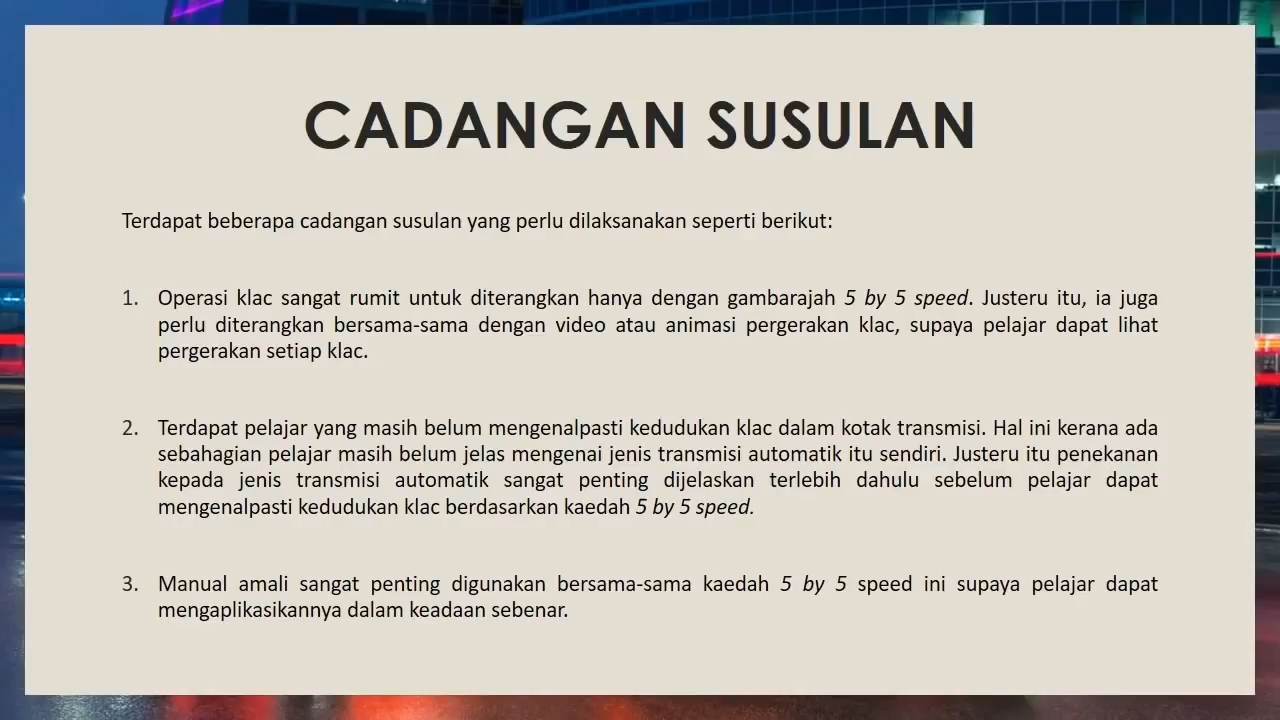 CADANGAN SUSULAN
Terdapat beberapa cadangan susulan yang perlu dilaksanakan seperti berikut:
1. Operasi klac sangat rumit untuk diterangkan hanya dengan gambarajah 5 by 5 speed. Justeru itu, ia juga
perlu diterangkan bersama-sama dengan video atau animasi pergerakan klac, supaya pelajar dapat lihat
pergerakan setiap klac.
2. Terdapat pelajar yang masih belum mengenalpasti kedudukan klac dalam kotak transmisi. Hal ini kerana ada
sebahagian pelajar masih belum jelas mengenai jenis transmisi automatik itu sendiri. Justeru itu penekanan
kepada jenis transmisi automatik sangat penting dijelaskan terlebih dahulu sebelum pelajar dapat
mengenalpasti kedudukan klac berdasarkan kaedah 5 by 5 speed.
3. Manual amali sangat penting digunakan bersama-sama kaedah 5 by 5 speed ini supaya pelajar dapat
mengaplikasikannya dalam keadaan sebenar.